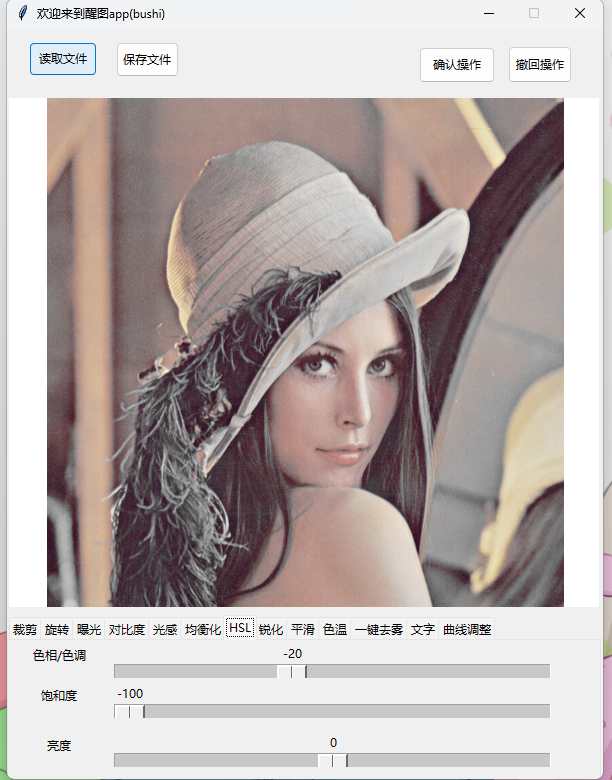 欢迎来到醒图app(bushi)
读取文件 保存文件 确认操作 撤回操作
裁剪 旋转 曝光 对比度 光感 均衡化 HSL 锐化 平滑 色温 一键去雾 文字 曲线调整
色相/色调 -20
饱和度 -100
亮度 0